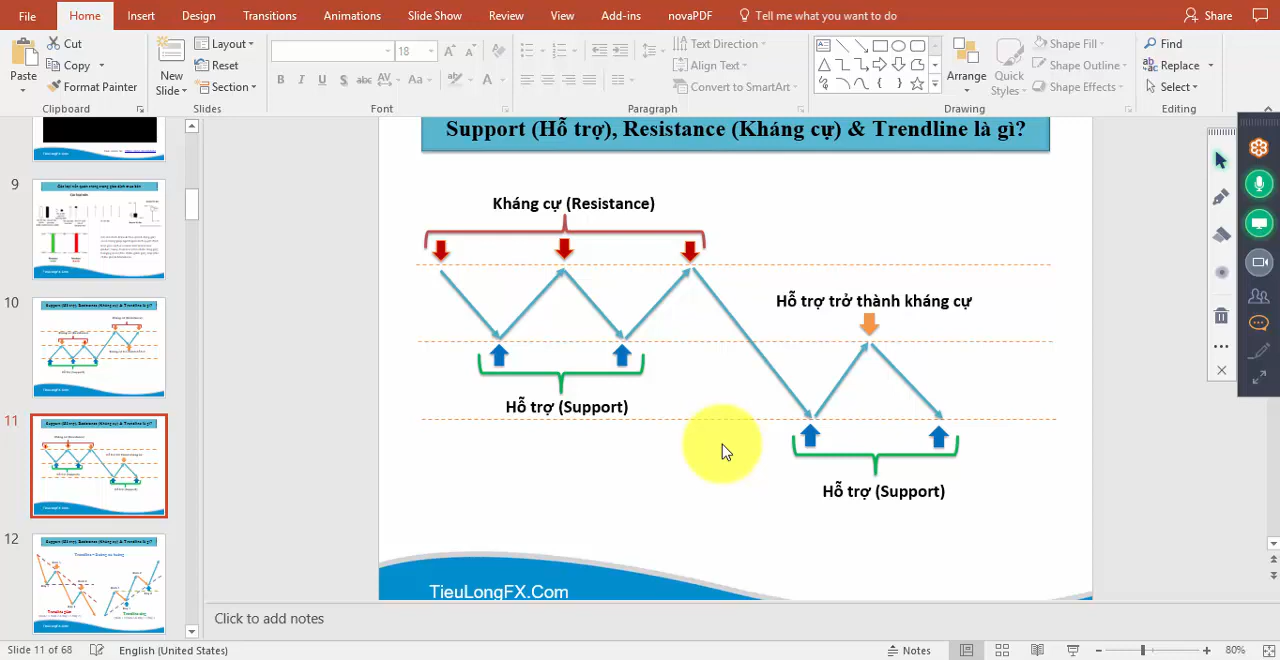 File Home Insert Design Transitions Animations Slide Show Review View Add-ins novaPDF Tell me what you want to do Share
Cut
Copy
Format Painter
Paste
Clipboard
New Slide
Layout
Reset
Section
Slides
18
B I U S abc AV Aa A
Font
Text Direction
Align Text
Convert to SmartArt
Paragraph
Arrange
Quick Styles
Shape Fill
Shape Outline
Shape Effects
Drawing
Find
Replace
Select
Editing
9
10
11
12
Support (Hỗ trợ), Resistance (Kháng cự) & Trendline là gì?
Kháng cự (Resistance)
Hỗ trợ trở thành kháng cự
Hỗ trợ (Support)
Hỗ trợ (Support)
TieuLongFX.Com
Click to add notes
Slide 11 of 68 English (United States) Notes 80%